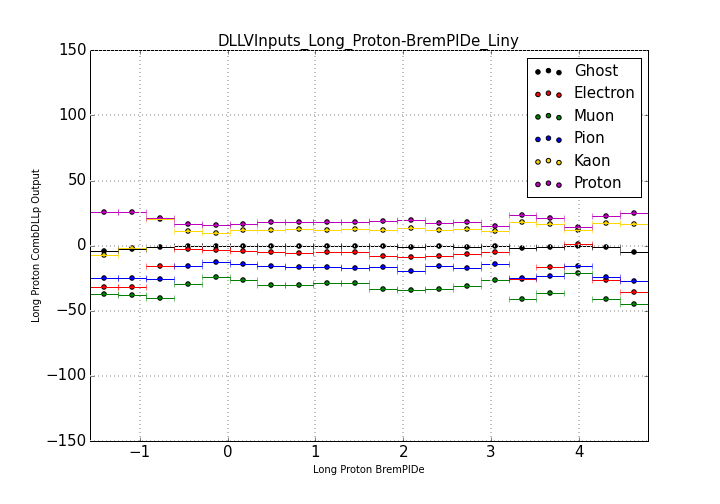 DLLVInputs_Long_Proton-BremPIDe_Liny
150
100
50
0
−50
−100
−150
Long Proton CombDLLp Output
Ghost
Electron
Muon
Pion
Kaon
Proton
−1 0 1 2 3 4
Long Proton BremPIDe